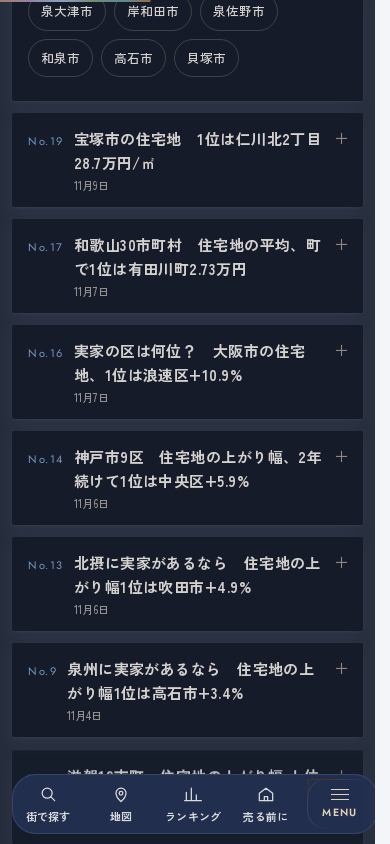 泉大津市 岸和田市 泉佐野市
和泉市 高石市 貝塚市
No.19 宝塚市の住宅地　1位は仁川北2丁目
28.7万円/㎡
11月9日
No.17 和歌山30市町村　住宅地の平均、町
で1位は有田川町2.73万円
11月7日
No.16 実家の区は何位？　大阪市の住宅
地、1位は浪速区+10.9%
11月7日
No.14 神戸市9区　住宅地の上がり幅、2年
続けて1位は中央区+5.9%
11月6日
No.13 北摂に実家があるなら　住宅地の上
がり幅1位は吹田市+4.9%
11月6日
No.9 泉州に実家があるなら　住宅地の上
がり幅1位は高石市+3.4%
11月4日
街で探す 地図 ランキング 売る前に MENU